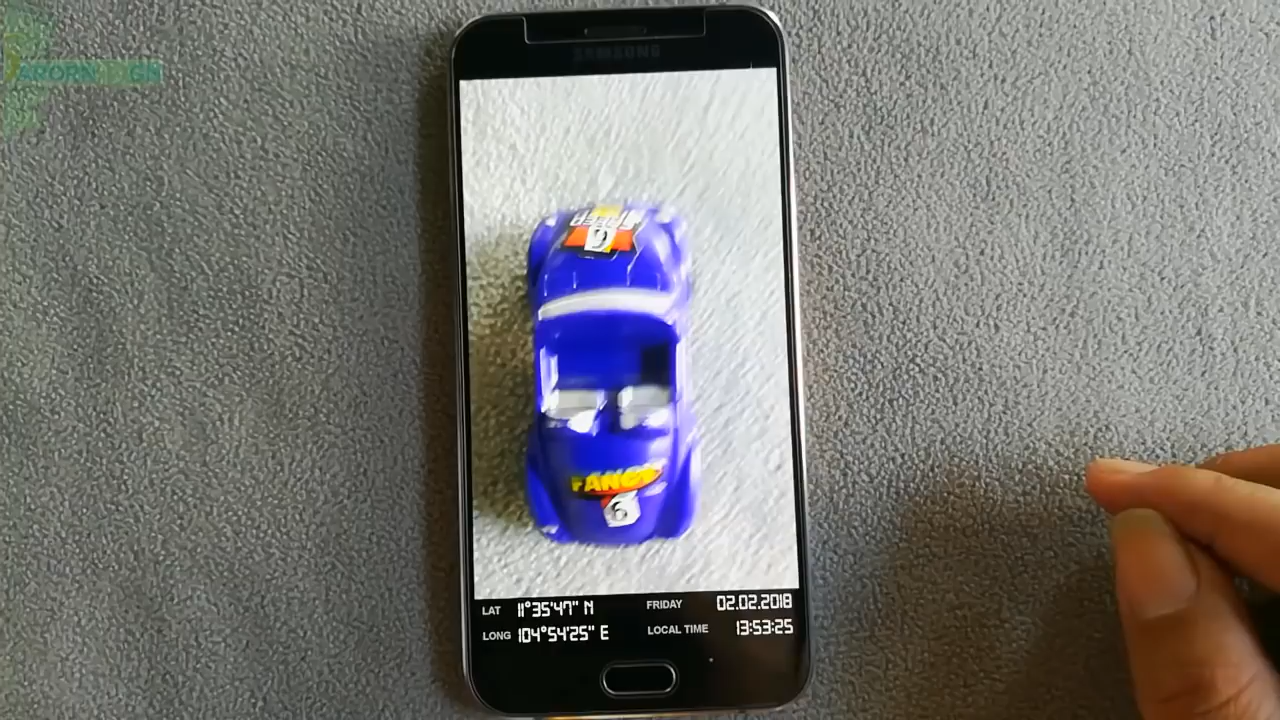 SAMSUNG
FANCY
6
LAT 11°35'47" N
LONG 104°54'25" E
FRIDAY 02.02.2018
LOCAL TIME 13:53:25